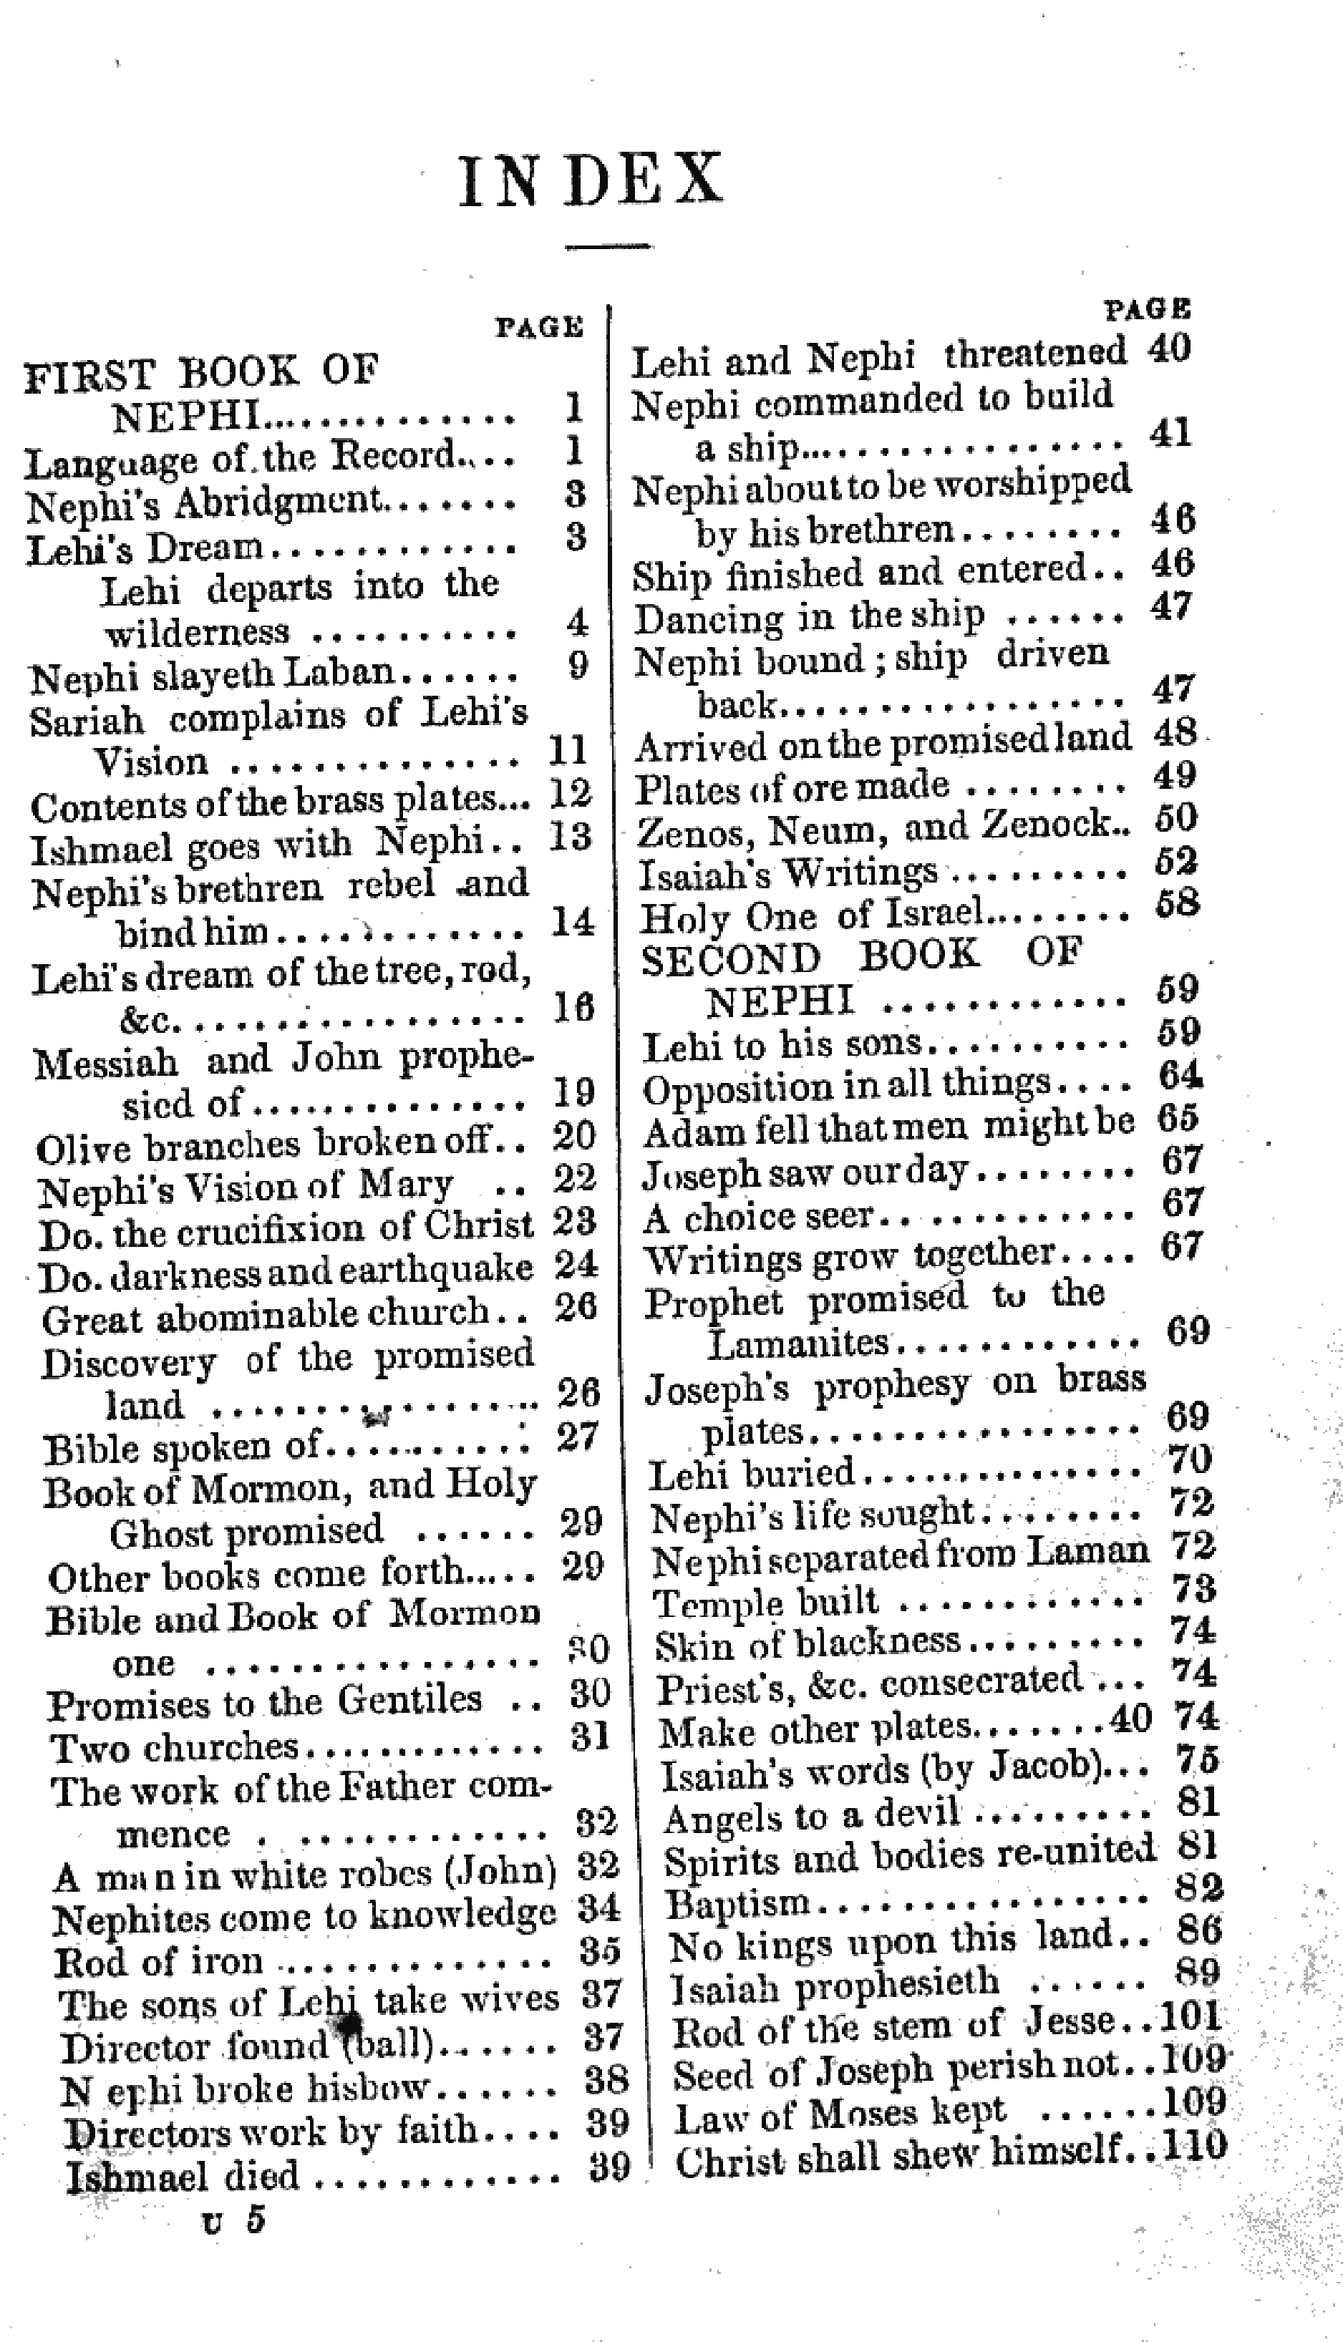 INDEX
PAGE
FIRST BOOK OF
NEPHI.............. 1
Language of the Record.... 1
Nephi's Abridgment....... 3
Lehi's Dream............ 3
Lehi departs into the
wilderness .......... 4
Nephi slayeth Laban...... 9
Sariah complains of Lehi's
Vision .............. 11
Contents of the brass plates... 12
Ishmael goes with Nephi.. 13
Nephi's brethren rebel and
bind him............. 14
Lehi's dream of the tree, rod,
&c.................. 16
Messiah and John prophe-
sied of.............. 19
Olive branches broken off.. 20
Nephi's Vision of Mary .. 22
Do. the crucifixion of Christ 23
Do. darkness and earthquake 24
Great abominable church.. 26
Discovery of the promised
land ................ 26
Bible spoken of........... 27
Book of Mormon, and Holy
Ghost promised ...... 29
Other books come forth..... 29
Bible and Book of Mormon
one ................ 30
Promises to the Gentiles .. 30
Two churches............ 31
The work of the Father com-
mence . ............ 32
A man in white robes (John) 32
Nephites come to knowledge 34
Rod of iron .............. 35
The sons of Lehi take wives 37
Director found (ball)...... 37
Nephi broke his bow...... 38
Directors work by faith.... 39
Ishmael died ............ 39
U 5
PAGE
Lehi and Nephi threatened 40
Nephi commanded to build
a ship................. 41
Nephi about to be worshipped
by his brethren........ 46
Ship finished and entered.. 46
Dancing in the ship ...... 47
Nephi bound ; ship driven
back................. 47
Arrived on the promised land 48
Plates of ore made ........ 49
Zenos, Neum, and Zenock.. 50
Isaiah's Writings ......... 52
Holy One of Israel........ 58
SECOND BOOK OF
NEPHI ............ 59
Lehi to his sons.......... 59
Opposition in all things.... 64
Adam fell that men might be 65
Joseph saw our day........ 67
A choice seer............ 67
Writings grow together.... 67
Prophet promised to the
Lamanites............ 69
Joseph's prophesy on brass
plates................ 69
Lehi buried.............. 70
Nephi's life sought........ 72
Nephi separated from Laman 72
Temple built ............ 73
Skin of blackness......... 74
Priest's, &c. consecrated ... 74
Make other plates.......40 74
Isaiah's words (by Jacob)... 75
Angels to a devil ......... 81
Spirits and bodies re-united 81
Baptism................ 82
No kings upon this land.. 86
Isaiah prophesieth ...... 89
Rod of the stem of Jesse..101
Seed of Joseph perish not..109
Law of Moses kept ......109
Christ shall shew himself..110